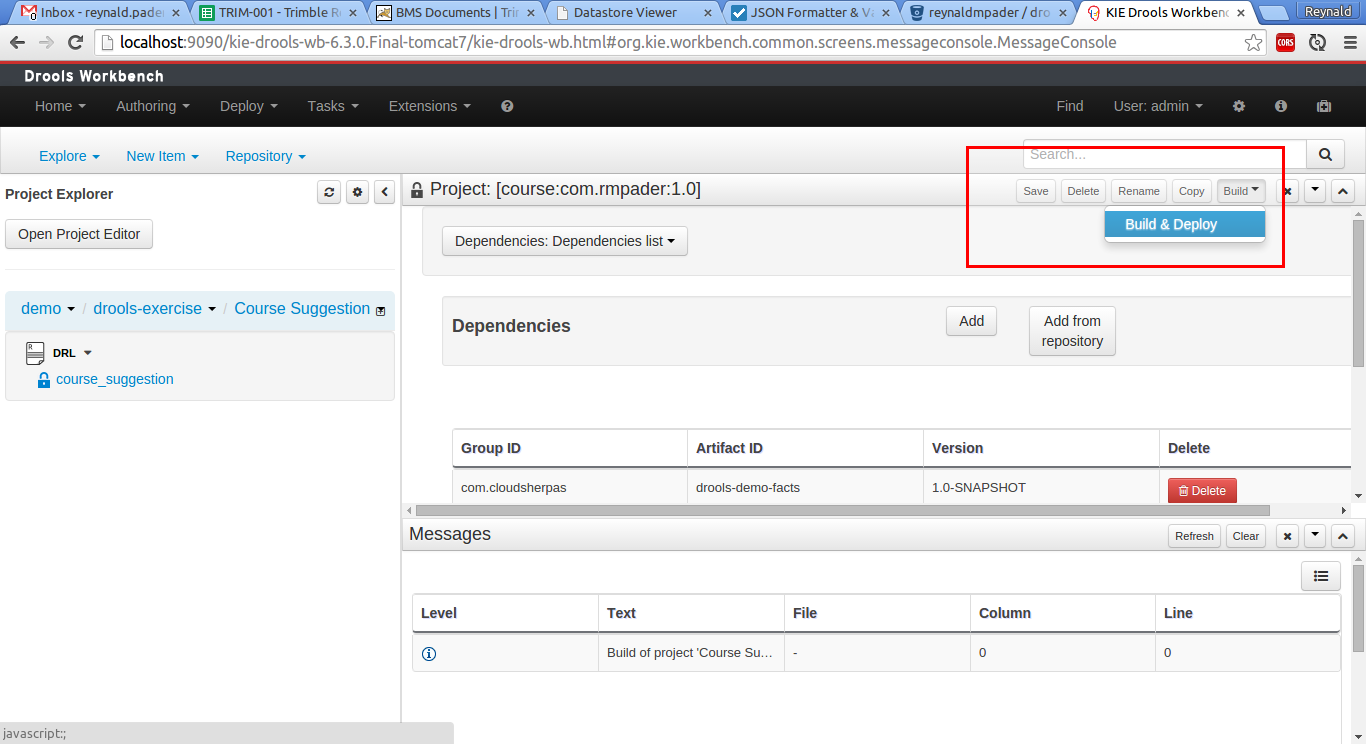 Inbox - reynald.pader TRIM-001 - Trimble Re BMS Documents | Trim Datastore Viewer JSON Formatter & Va reynaldmpader / dro KIE Drools Workbench Reynald
localhost:9090/kie-drools-wb-6.3.0.Final-tomcat7/kie-drools-wb.html#org.kie.workbench.common.screens.messageconsole.MessageConsole CORS
Drools Workbench
Home Authoring Deploy Tasks Extensions ? Find User: admin
Explore New Item Repository Search...
Project Explorer
Open Project Editor
demo / drools-exercise / Course Suggestion
R
DRL
course_suggestion
Project: [course:com.rmpader:1.0] Save Delete Rename Copy Build
Build & Deploy
Dependencies: Dependencies list
Dependencies Add Add from
repository
Group ID Artifact ID Version Delete
com.cloudsherpas drools-demo-facts 1.0-SNAPSHOT Delete
Messages Refresh Clear
Level Text File Column Line
Build of project 'Course Su... - 0 0
javascript:;